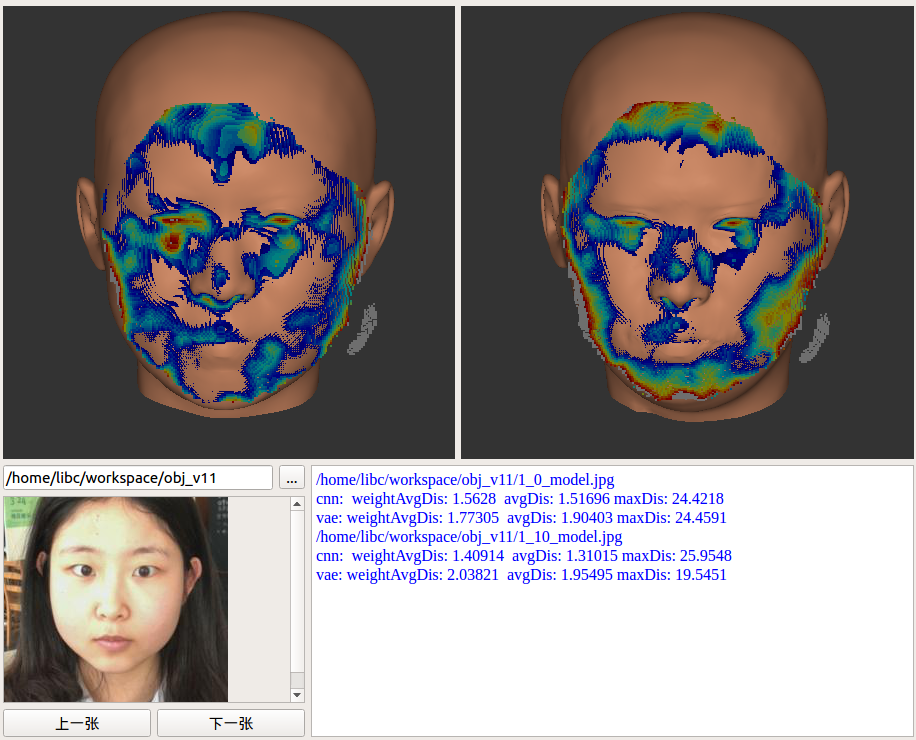 /home/libc/workspace/obj_v11
...
/home/libc/workspace/obj_v11/1_0_model.jpg
cnn: weightAvgDis: 1.5628 avgDis: 1.51696 maxDis: 24.4218
vae: weightAvgDis: 1.77305 avgDis: 1.90403 maxDis: 24.4591
/home/libc/workspace/obj_v11/1_10_model.jpg
cnn: weightAvgDis: 1.40914 avgDis: 1.31015 maxDis: 25.9548
vae: weightAvgDis: 2.03821 avgDis: 1.95495 maxDis: 19.5451
上一张
下一张